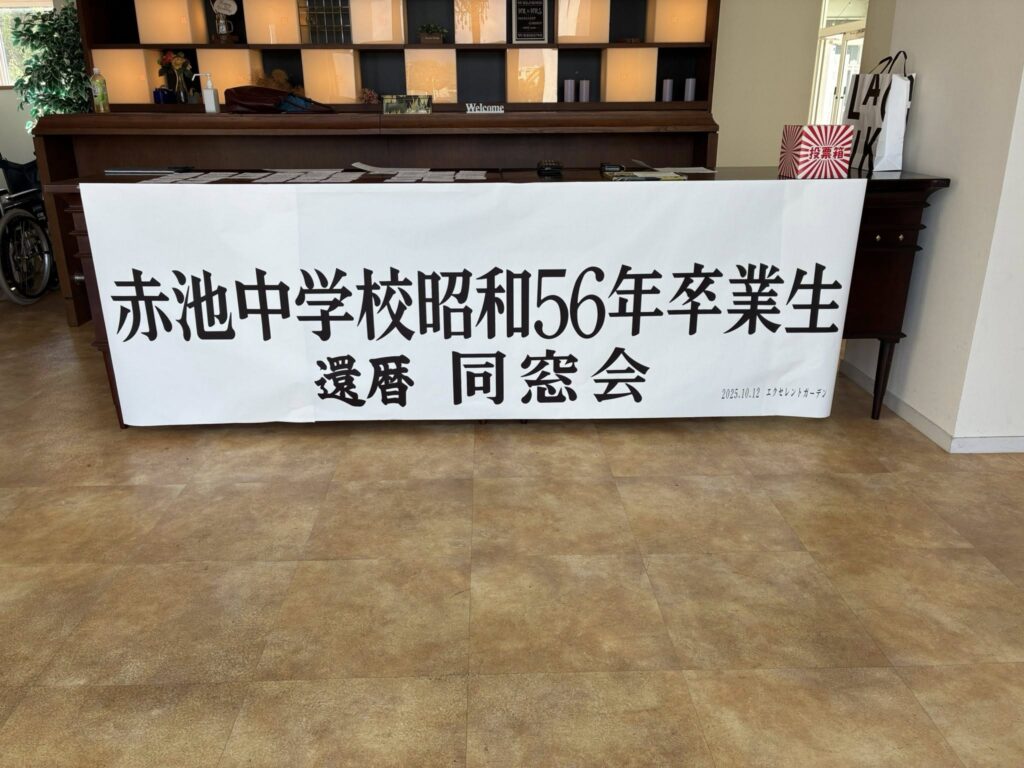 Welcome
投票箱
赤池中学校昭和56年卒業生
還暦 同窓会
2025.10.12 エクセレントガーデン